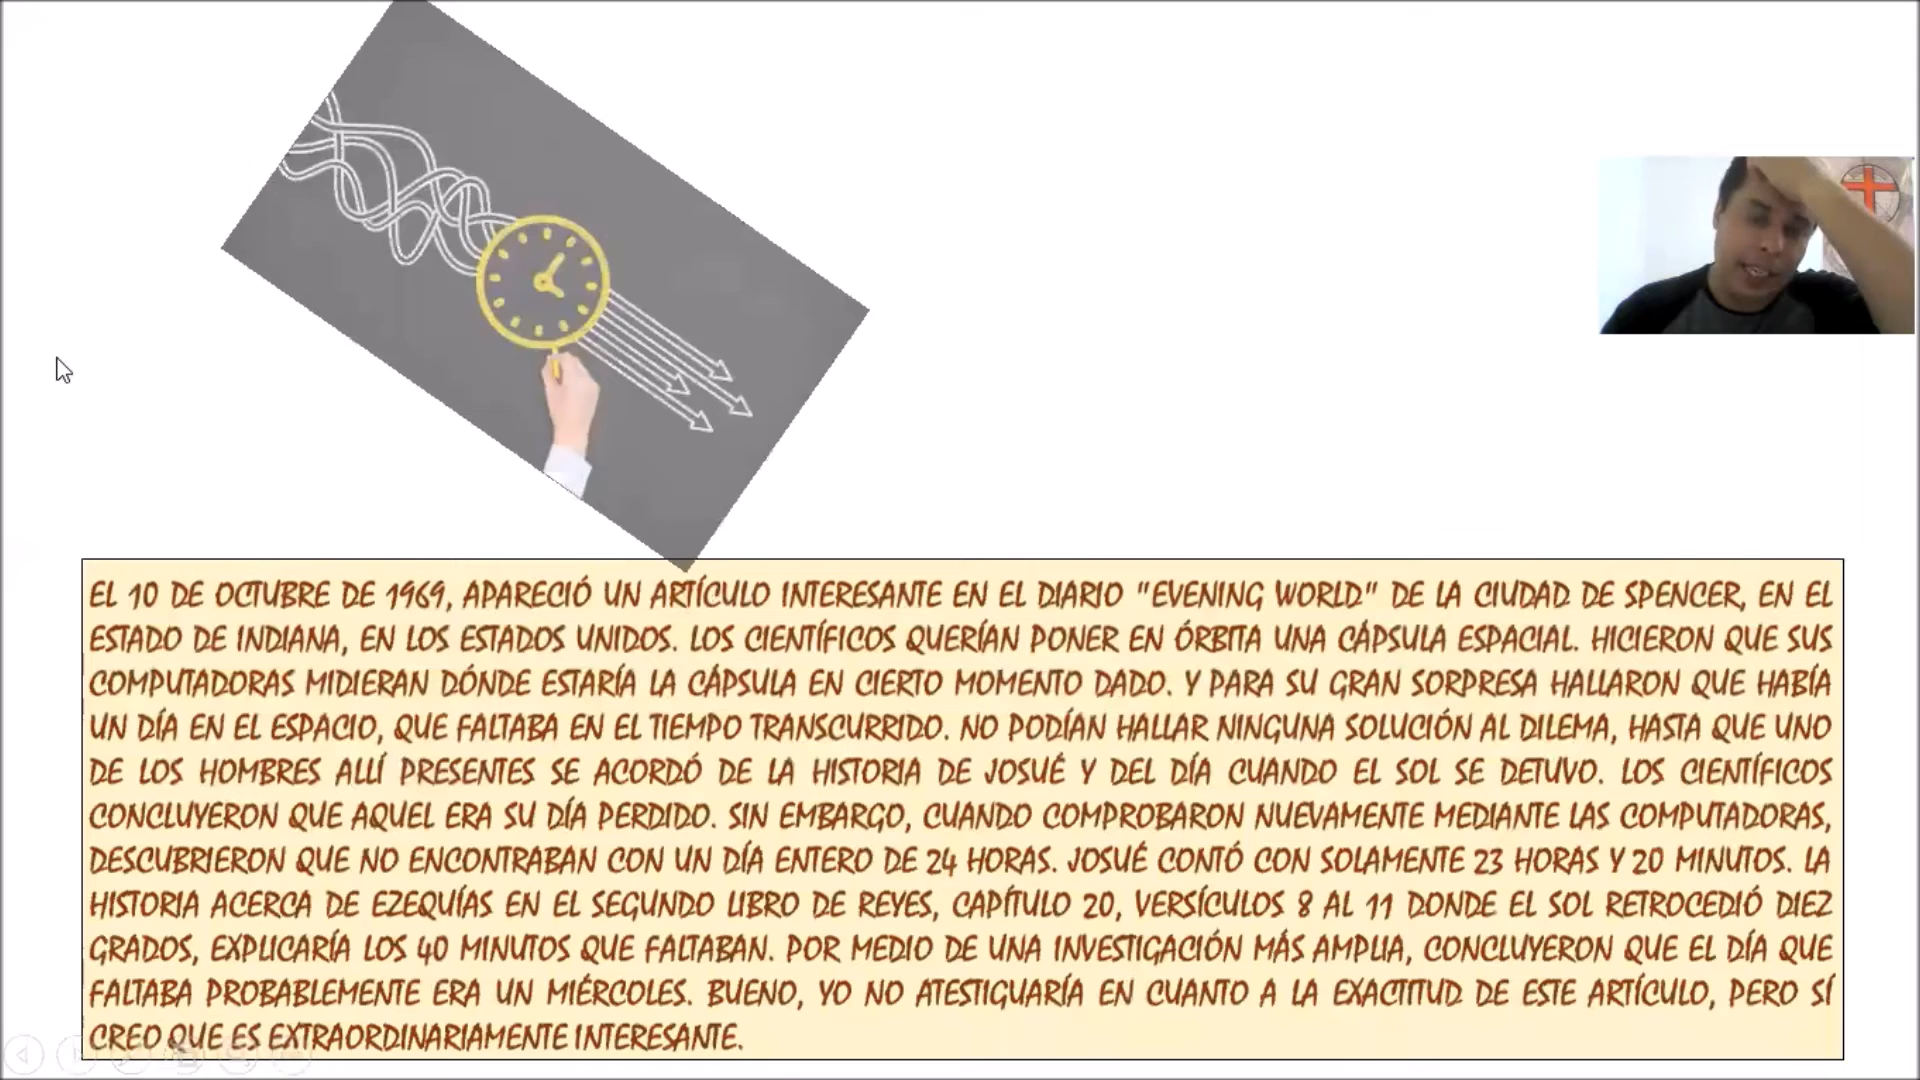 EL 10 DE OCTUBRE DE 1969, APARECIÓ UN ARTÍCULO INTERESANTE EN EL DIARIO "EVENING WORLD" DE LA CIUDAD DE SPENCER, EN EL
ESTADO DE INDIANA, EN LOS ESTADOS UNIDOS. LOS CIENTÍFICOS QUERÍAN PONER EN ÓRBITA UNA CÁPSULA ESPACIAL. HICIERON QUE SUS
COMPUTADORAS MIDIERAN DÓNDE ESTARÍA LA CÁPSULA EN CIERTO MOMENTO DADO. Y PARA SU GRAN SORPRESA HALLARON QUE HABÍA
UN DÍA EN EL ESPACIO, QUE FALTABA EN EL TIEMPO TRANSCURRIDO. NO PODÍAN HALLAR NINGUNA SOLUCIÓN AL DILEMA, HASTA QUE UNO
DE LOS HOMBRES ALLÍ PRESENTES SE ACORDÓ DE LA HISTORIA DE JOSUÉ Y DEL DÍA CUANDO EL SOL SE DETUVO. LOS CIENTÍFICOS
CONCLUYERON QUE AQUEL ERA SU DÍA PERDIDO. SIN EMBARGO, CUANDO COMPROBARON NUEVAMENTE MEDIANTE LAS COMPUTADORAS,
DESCUBRIERON QUE NO ENCONTRABAN CON UN DÍA ENTERO DE 24 HORAS. JOSUÉ CONTÓ CON SOLAMENTE 23 HORAS Y 20 MINUTOS. LA
HISTORIA ACERCA DE EZEQUÍAS EN EL SEGUNDO LIBRO DE REYES, CAPÍTULO 20, VERSÍCULOS 8 AL 11 DONDE EL SOL RETROCEDIÓ DIEZ
GRADOS, EXPLICARÍA LOS 40 MINUTOS QUE FALTABAN. POR MEDIO DE UNA INVESTIGACIÓN MÁS AMPLIA, CONCLUYERON QUE EL DÍA QUE
FALTABA PROBABLEMENTE ERA UN MIÉRCOLES. BUENO, YO NO ATESTIGUARÍA EN CUANTO A LA EXACTITUD DE ESTE ARTÍCULO, PERO SÍ
CREO QUE ES EXTRAORDINARIAMENTE INTERESANTE.